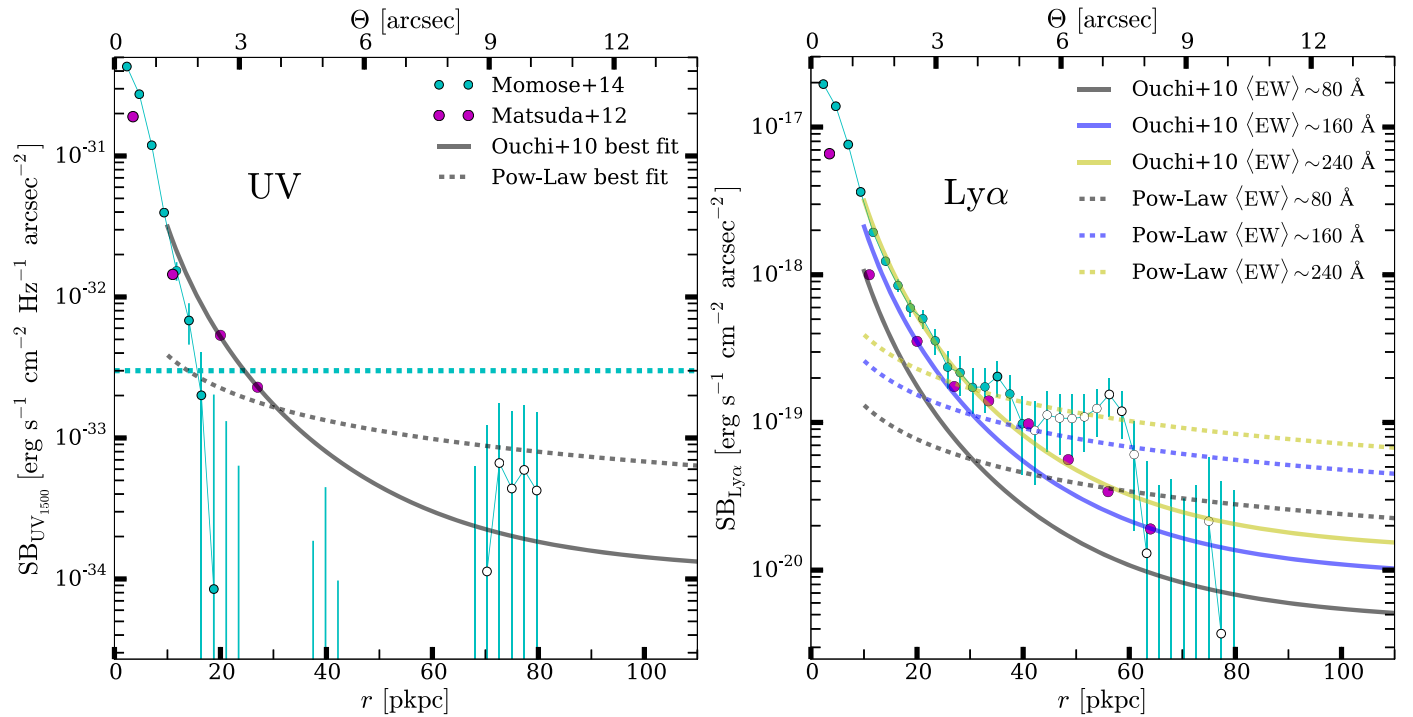 Θ [arcsec]
0 3 6 9 12
Momose+14
Matsuda+12
Ouchi+10 best fit
Pow-Law best fit
UV
10⁻³¹
10⁻³²
10⁻³³
10⁻³⁴
SB_UV₁₅₀₀ [erg s⁻¹ cm⁻² Hz⁻¹ arcsec⁻²]
0 20 40 60 80 100
r [pkpc]
Θ [arcsec]
0 3 6 9 12
Ouchi+10 ⟨EW⟩∼80 Å
Ouchi+10 ⟨EW⟩∼160 Å
Ouchi+10 ⟨EW⟩∼240 Å
Pow-Law ⟨EW⟩∼80 Å
Pow-Law ⟨EW⟩∼160 Å
Pow-Law ⟨EW⟩∼240 Å
Lyα
10⁻¹⁷
10⁻¹⁸
10⁻¹⁹
10⁻²⁰
SB_Lyα [erg s⁻¹ cm⁻² arcsec⁻²]
0 20 40 60 80 100
r [pkpc]